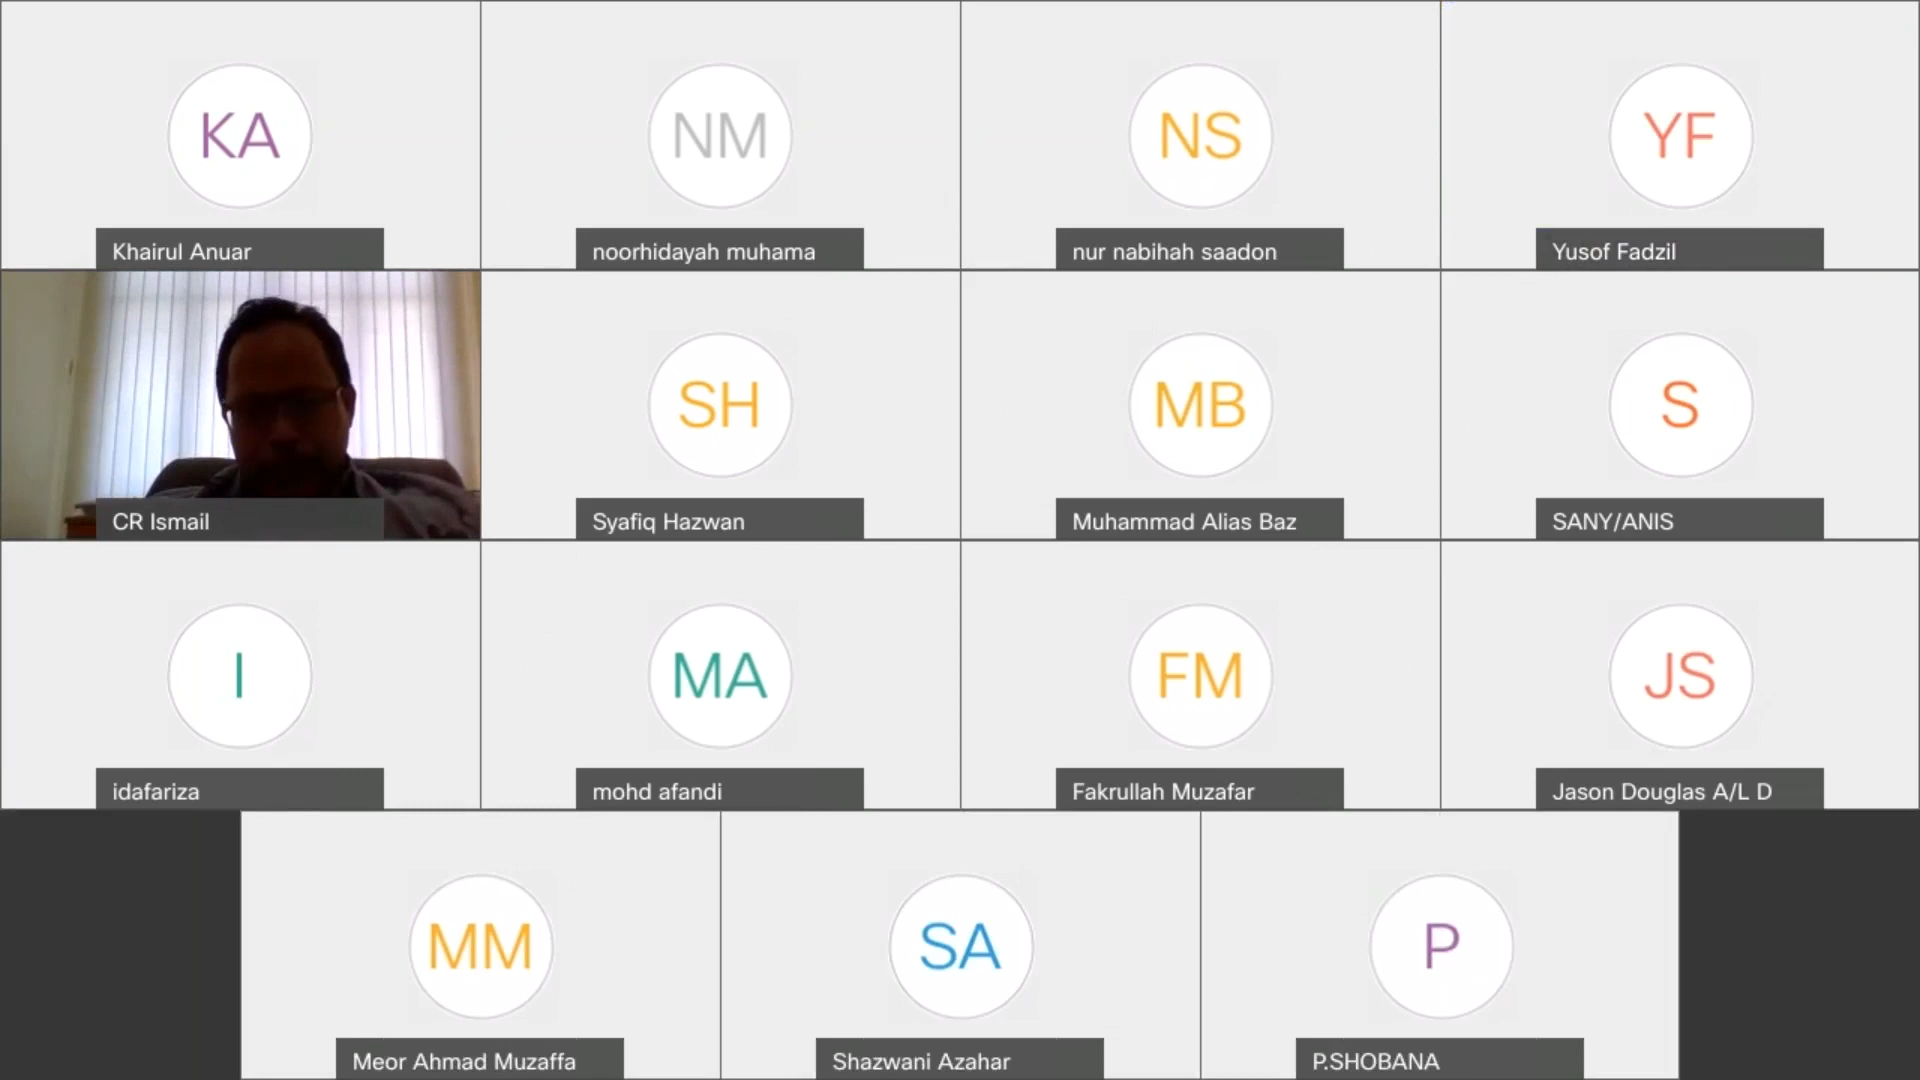 KA
NM
NS
YF
Khairul Anuar
noorhidayah muhama
nur nabihah saadon
Yusof Fadzil
SH
MB
S
CR Ismail
Syafiq Hazwan
Muhammad Alias Baz
SANY/ANIS
I
MA
FM
JS
idafariza
mohd afandi
Fakrullah Muzafar
Jason Douglas A/L D
MM
SA
P
Meor Ahmad Muzaffa
Shazwani Azahar
P.SHOBANA